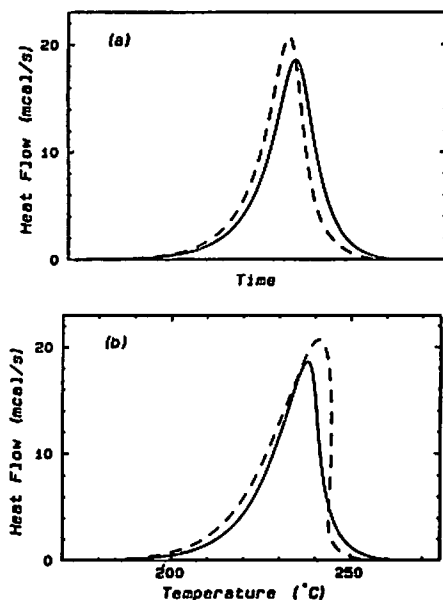 (a)
20
10
0
Heat Flow (mcal/s)
Time
(b)
20
10
0
Heat Flow (mcal/s)
200
250
Temperature (°C)